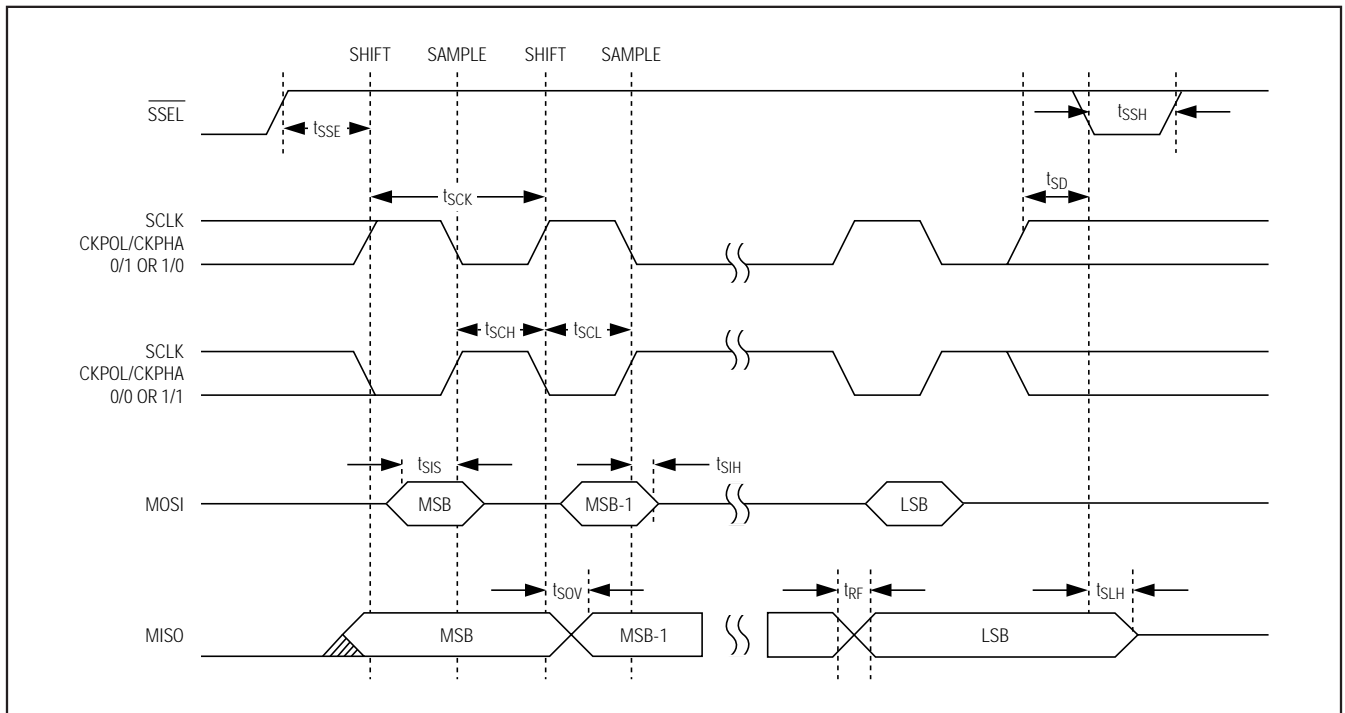 SHIFT SAMPLE SHIFT SAMPLE
SSEL
tSSE
tSSH
tSCK
tSD
SCLK
CKPOL/CKPHA
0/1 OR 1/0
tSCH tSCL
SCLK
CKPOL/CKPHA
0/0 OR 1/1
tSIS tSIH
MOSI MSB MSB-1 LSB
tSOV tRF tSLH
MISO MSB MSB-1 LSB